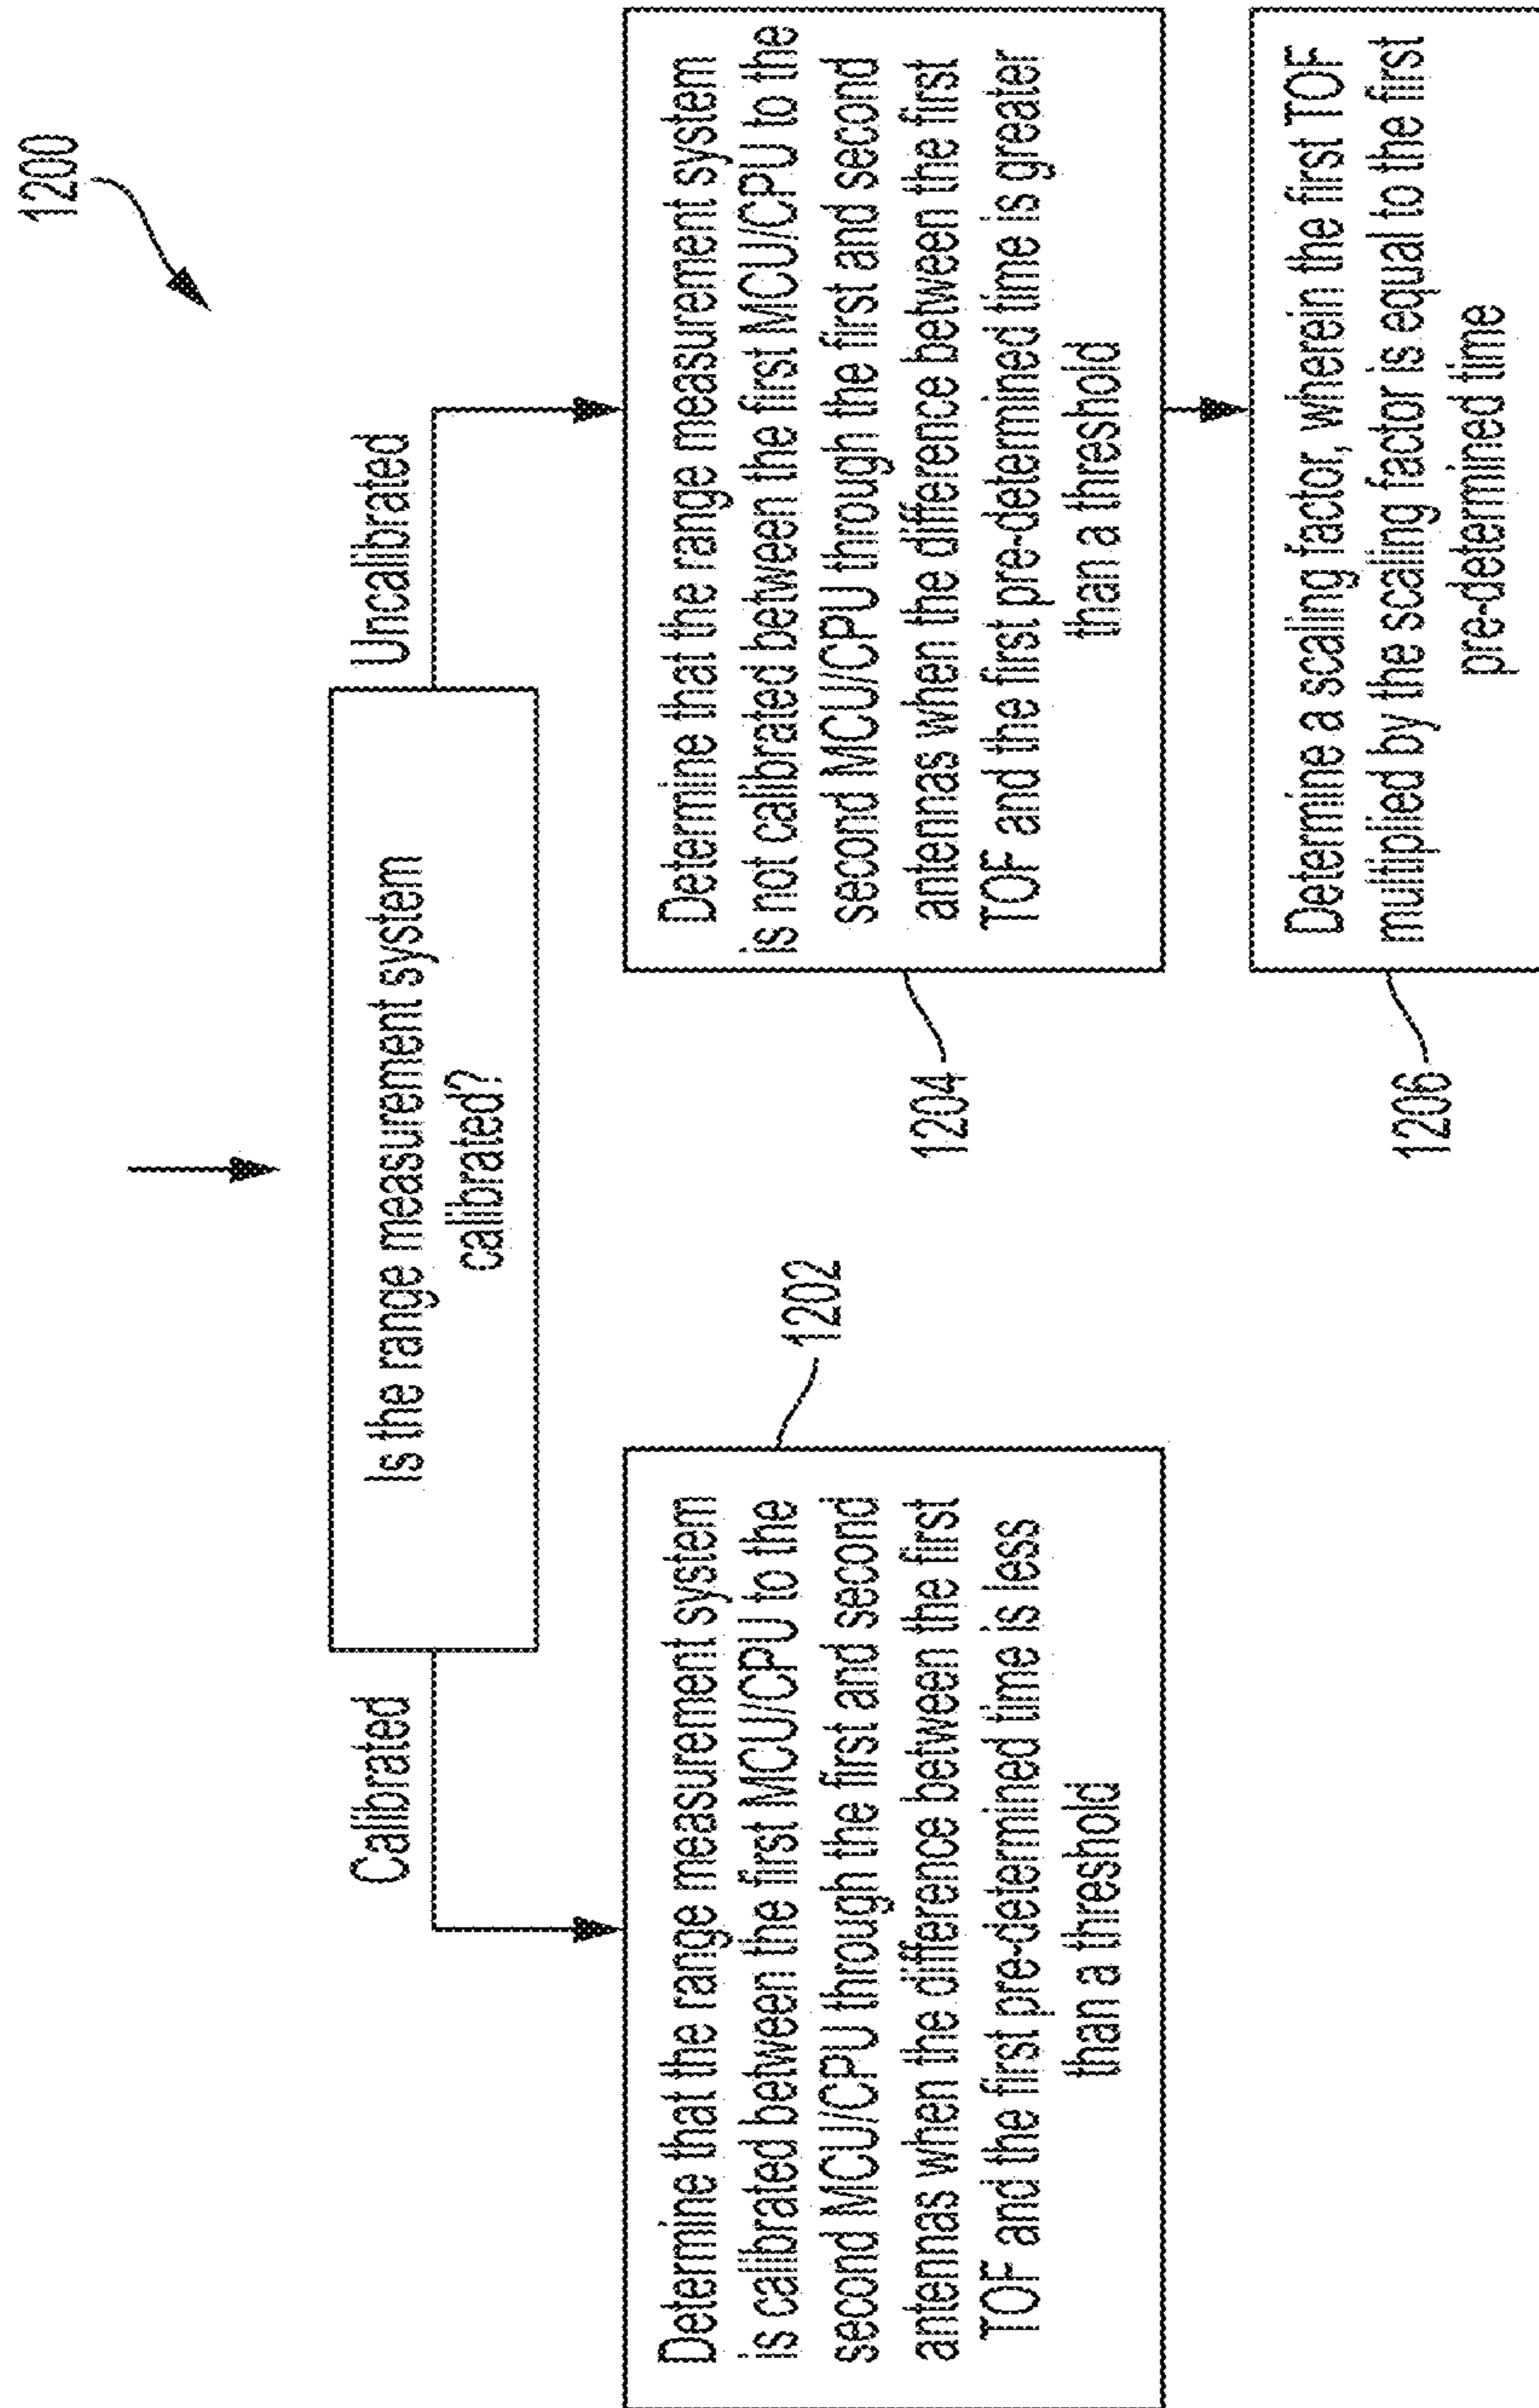 1200
Is the range measurement system
calibrated?
Calibrated
Uncalibrated
Determine that the range measurement system
is calibrated between the first MCU/CPU to the
second MCU/CPU through the first and second
antennas when the difference between the first
TOF and the first pre-determined time is less
than a threshold
1202
Determine that the range measurement system
is not calibrated between the first MCU/CPU to the
second MCU/CPU through the first and second
antennas when the difference between the first
TOF and the first pre-determined time is greater
than a threshold
1204
Determine a scaling factor, wherein the first TOF
multiplied by the scaling factor is equal to the first
pre-determined time
1206